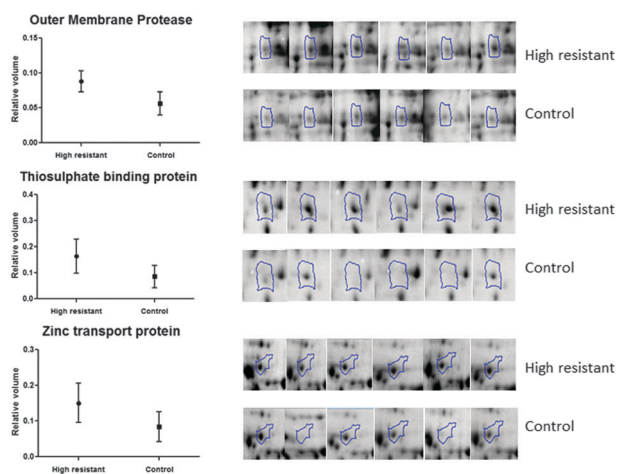 Outer Membrane Protease
Relative volume
0.15
0.10
0.05
0.00
High resistant
Control
High resistant
Control
Thiosulphate binding protein
Relative volume
0.4
0.3
0.2
0.1
0.0
High resistant
Control
High resistant
Control
Zinc transport protein
Relative volume
0.3
0.2
0.1
0.0
High resistant
Control
High resistant
Control